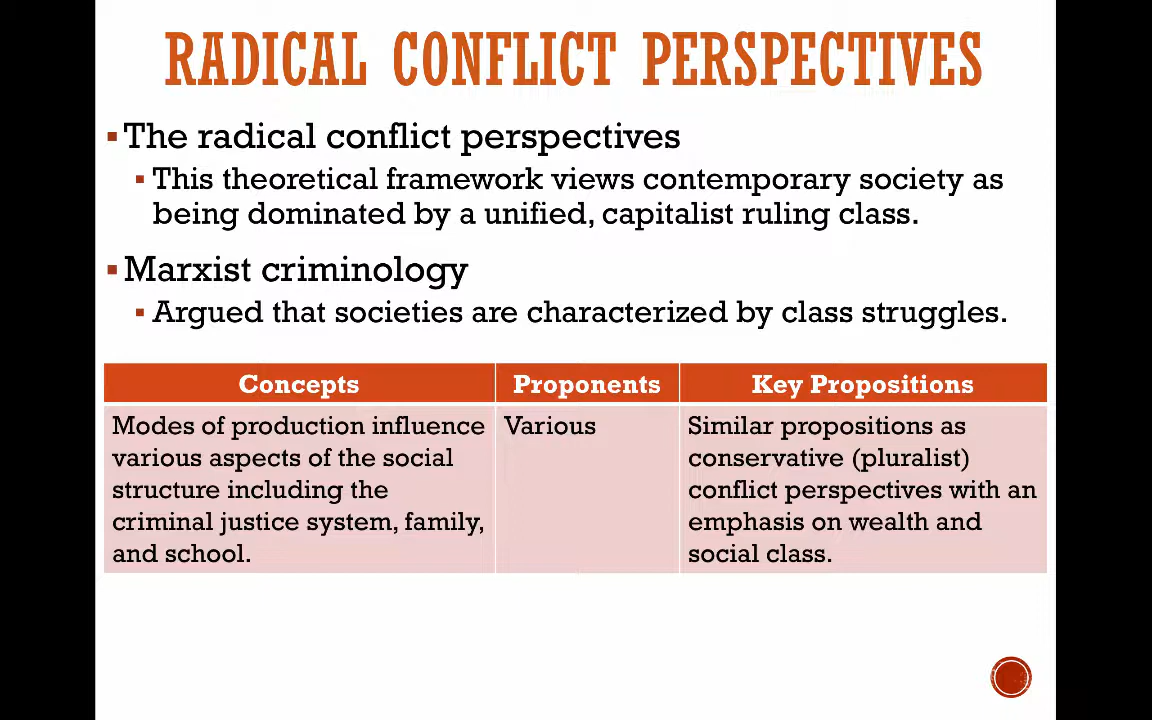 RADICAL CONFLICT PERSPECTIVES
▪The radical conflict perspectives
▪This theoretical framework views contemporary society as
being dominated by a unified, capitalist ruling class.
▪Marxist criminology
▪Argued that societies are characterized by class struggles.
Concepts Proponents Key Propositions
Modes of production influence Various Similar propositions as
various aspects of the social conservative (pluralist)
structure including the conflict perspectives with an
criminal justice system, family, emphasis on wealth and
and school. social class.